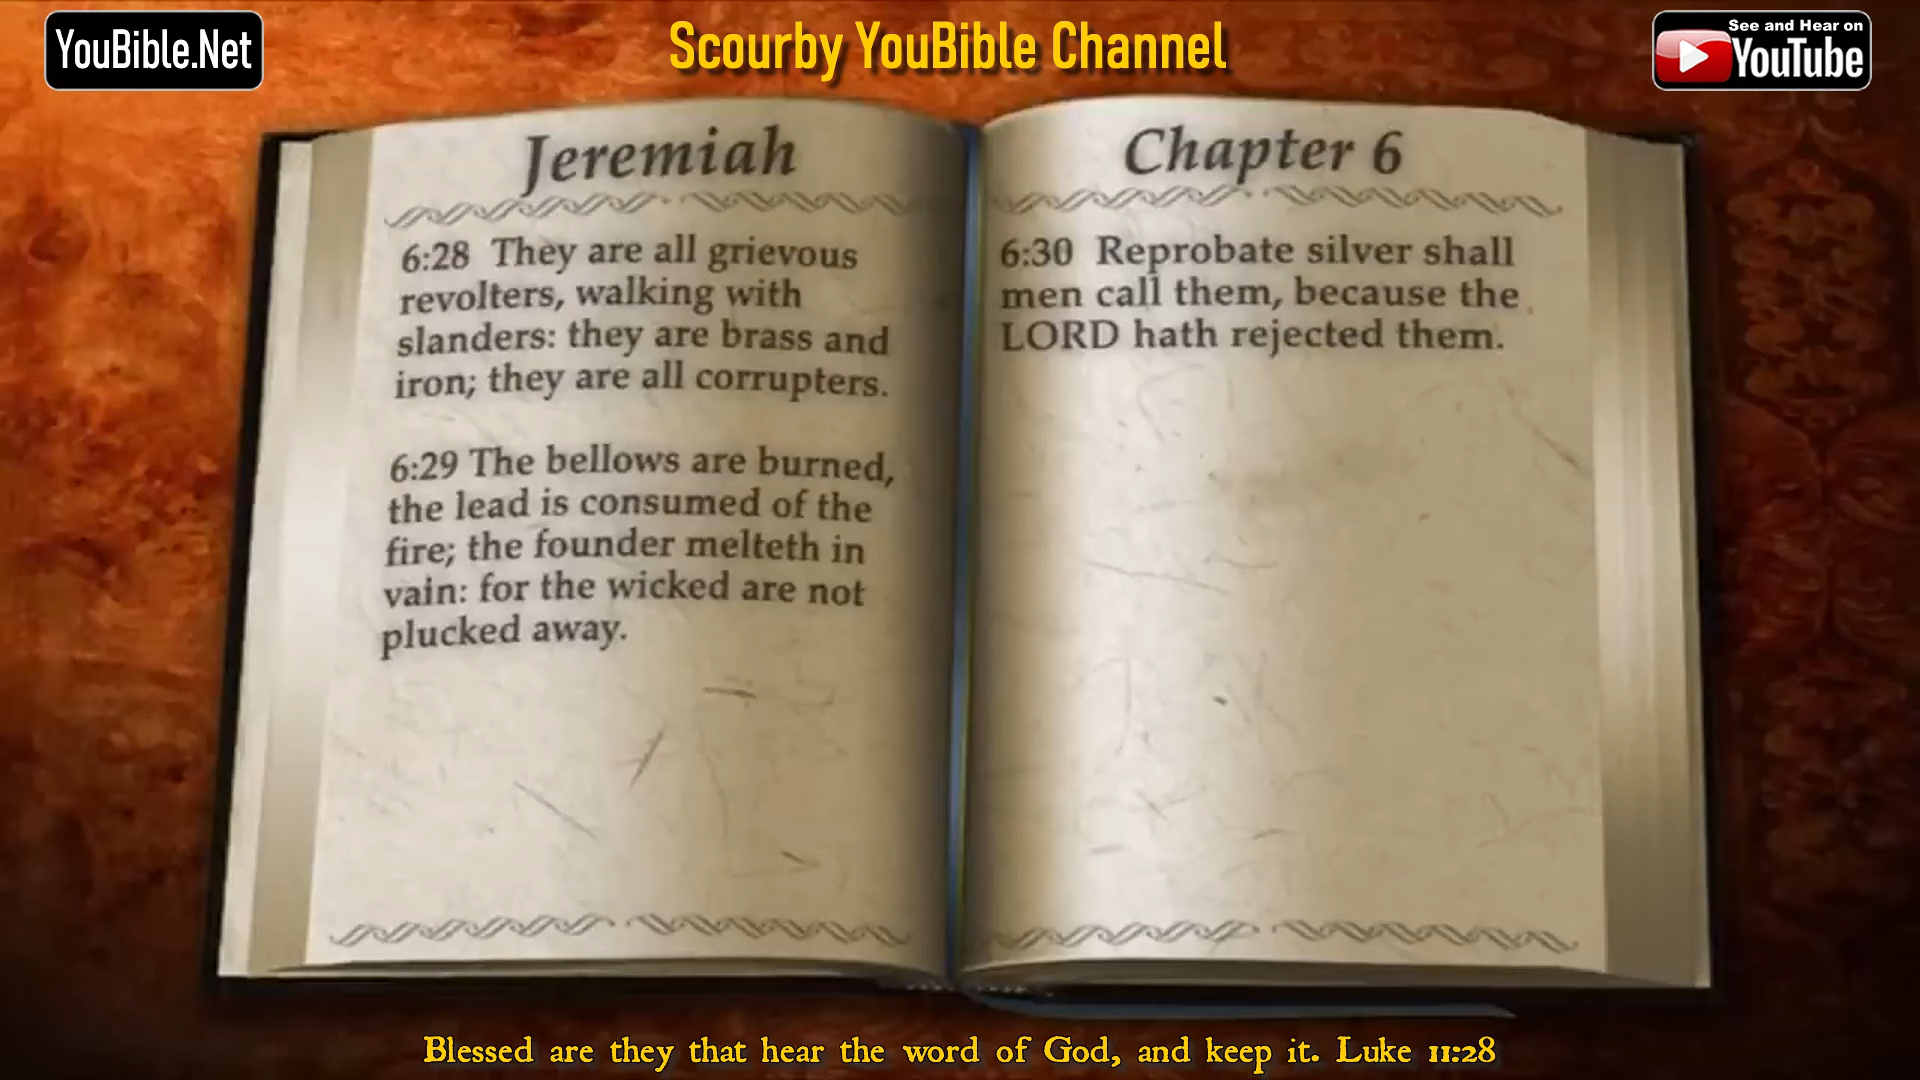 YouBible.Net
Scourby YouBible Channel
See and Hear on
YouTube
Jeremiah
6:28 They are all grievous
revolters, walking with
slanders: they are brass and
iron; they are all corrupters.
6:29 The bellows are burned,
the lead is consumed of the
fire; the founder melteth in
vain: for the wicked are not
plucked away.
Chapter 6
6:30 Reprobate silver shall
men call them, because the
LORD hath rejected them.
Blessed are they that hear the word of God, and keep it. Luke 11:28